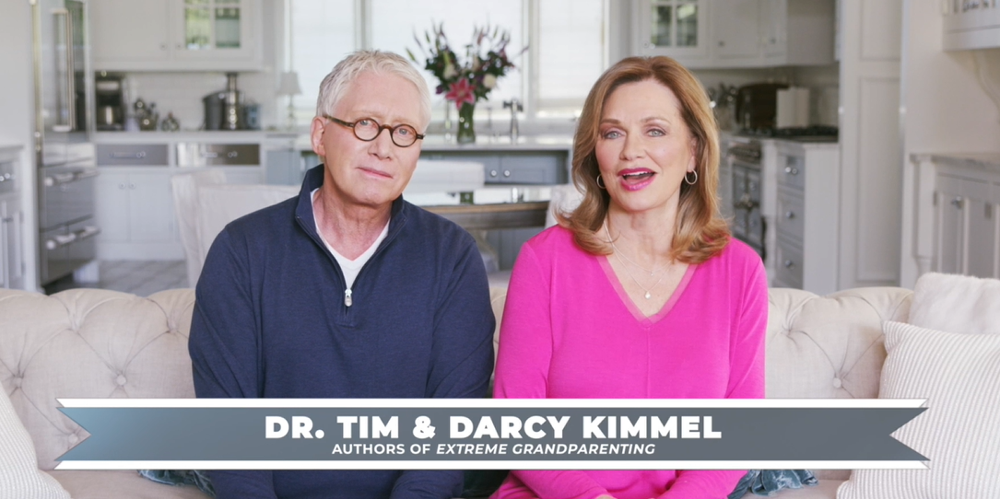 DR. TIM & DARCY KIMMEL
AUTHORS OF EXTREME GRANDPARENTING